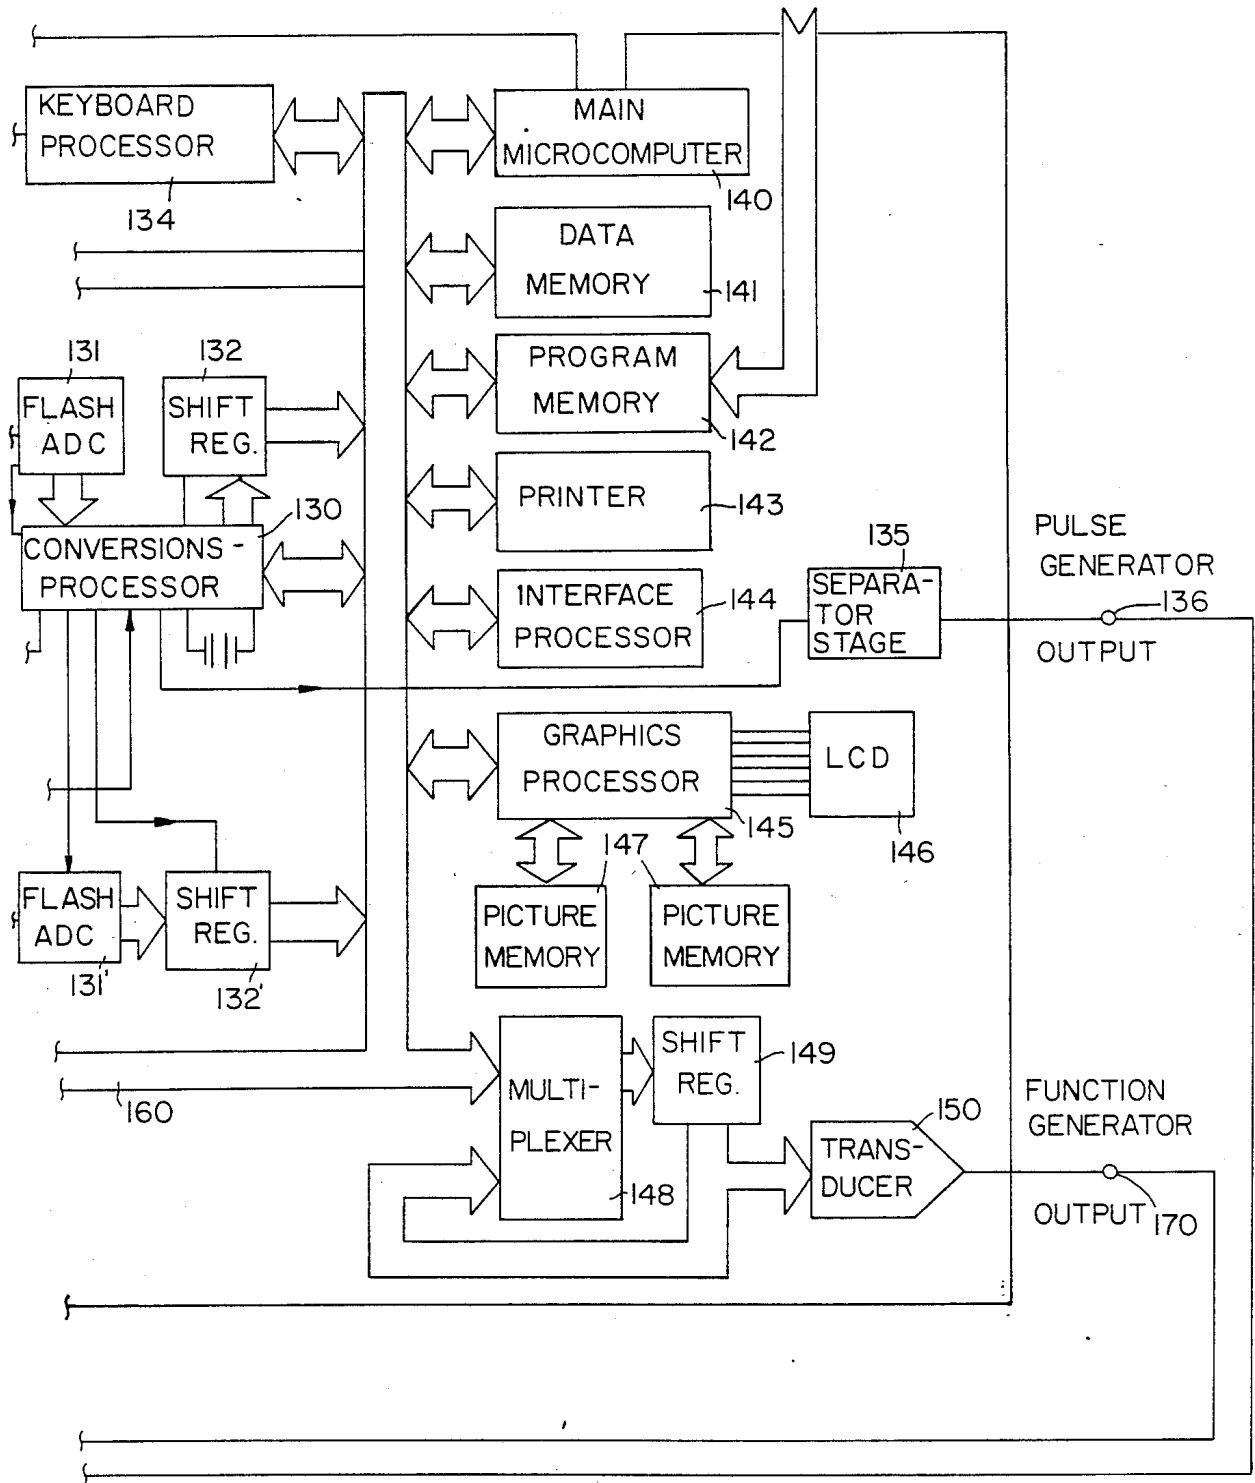 KEYBOARD
PROCESSOR
134
MAIN
MICROCOMPUTER
140
DATA
MEMORY
141
131
FLASH
ADC
132
SHIFT
REG.
PROGRAM
MEMORY
142
PRINTER
143
130
CONVERSIONS-
PROCESSOR
INTERFACE
PROCESSOR
144
135
SEPARA-
TOR
STAGE
PULSE
GENERATOR
136
OUTPUT
GRAPHICS
PROCESSOR
145
LCD
146
147
PICTURE
MEMORY
PICTURE
MEMORY
FLASH
ADC
131'
SHIFT
REG.
132'
160
MULTI-
PLEXER
148
SHIFT
REG.
149
150
TRANS-
DUCER
FUNCTION
GENERATOR
OUTPUT
170